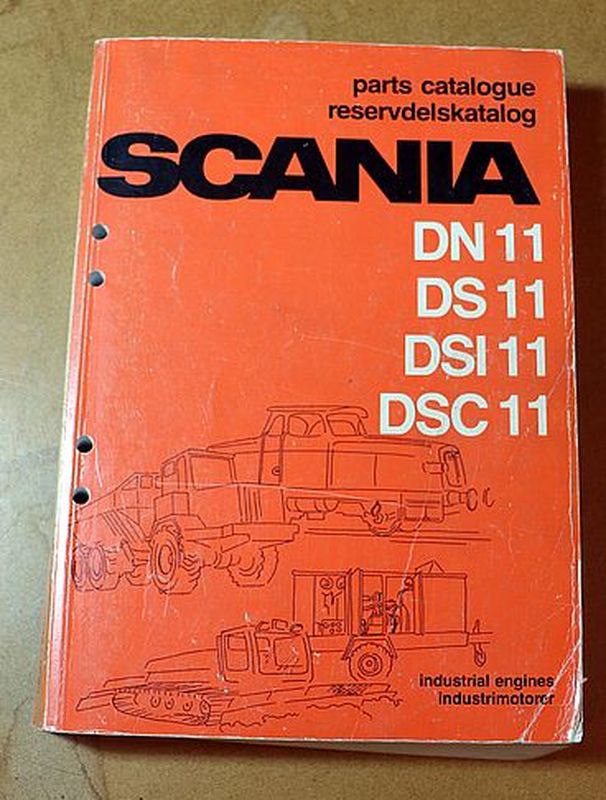 parts catalogue
reservdelskatalog
SCANIA
DN 11
DS 11
DSI 11
DSC 11
industrial engines
industrimotorer